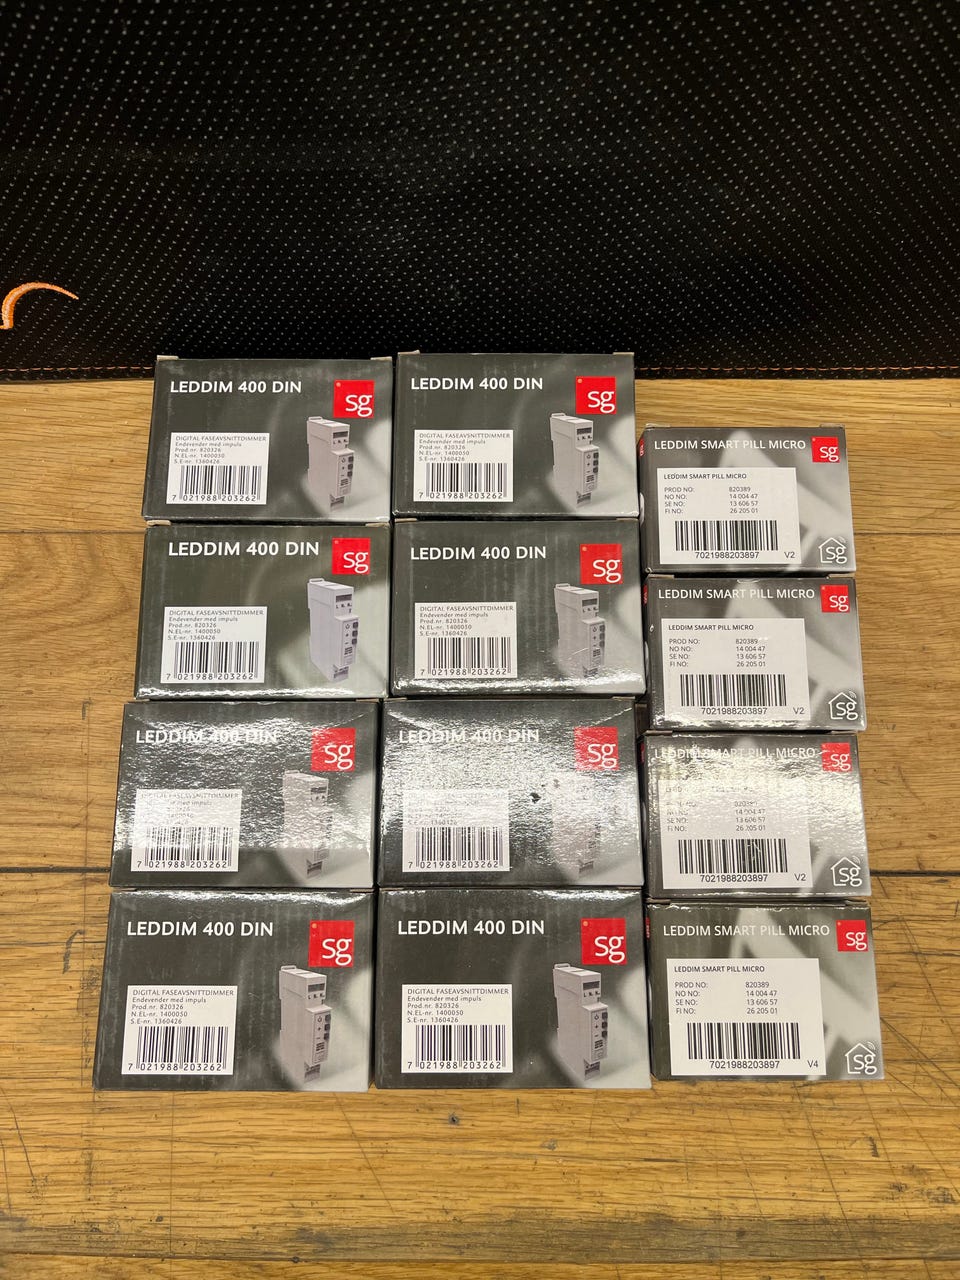 LEDDIM 400 DIN
sg
DIGITAL FASEAVSNITTDIMMER
Endevender med impuls
Prod.nr. 820326
N.EL-nr. 1400050
S.E-nr. 1360426
7 021988 203262
LEDDIM 400 DIN
sg
DIGITAL FASEAVSNITTDIMMER
Endevender med impuls
Prod.nr. 820326
N.EL-nr. 1400050
S.E-nr. 1360426
7 021988 203262
LEDDIM SMART PILL MICRO
sg
LEDDIM SMART PILL MICRO
PROD NO: 820389
NO NO: 14 004 47
SE NO: 13 606 57
FI NO: 26 205 01
7021988203897 V2
sg
LEDDIM 400 DIN
sg
DIGITAL FASEAVSNITTDIMMER
Endevender med impuls
Prod.nr. 820326
N.EL-nr. 1400050
S.E-nr. 1360426
7 021988 203262
LEDDIM 400 DIN
sg
DIGITAL FASEAVSNITTDIMMER
Endevender med impuls
Prod.nr. 820326
N.EL-nr. 1400050
S.E-nr. 1360426
7 021988 203262
LEDDIM SMART PILL MICRO
sg
LEDDIM SMART PILL MICRO
PROD NO: 820389
NO NO: 14 004 47
SE NO: 13 606 57
FI NO: 26 205 01
7021988203897 V2
sg
LEDDIM 400 DIN
sg
DIGITAL FASEAVSNITTDIMMER
med impuls
7 021988 203262
LEDDIM 400 DIN
sg
7 021988 203262
LEDDIM SMART PILL MICRO
sg
14 004 47
SE NO: 13 606 57
FI NO: 26 205 01
7021988203897 V2
sg
LEDDIM 400 DIN
sg
DIGITAL FASEAVSNITTDIMMER
Endevender med impuls
Prod.nr. 820326
N.EL-nr. 1400050
S.E-nr. 1360426
7 021988 203262
LEDDIM 400 DIN
sg
DIGITAL FASEAVSNITTDIMMER
Endevender med impuls
Prod.nr. 820326
N.EL-nr. 1400050
S.E-nr. 1360426
7 021988 203262
LEDDIM SMART PILL MICRO
sg
LEDDIM SMART PILL MICRO
PROD NO: 820389
NO NO: 14 004 47
SE NO: 13 606 57
FI NO: 26 205 01
7021988203897 V4
sg